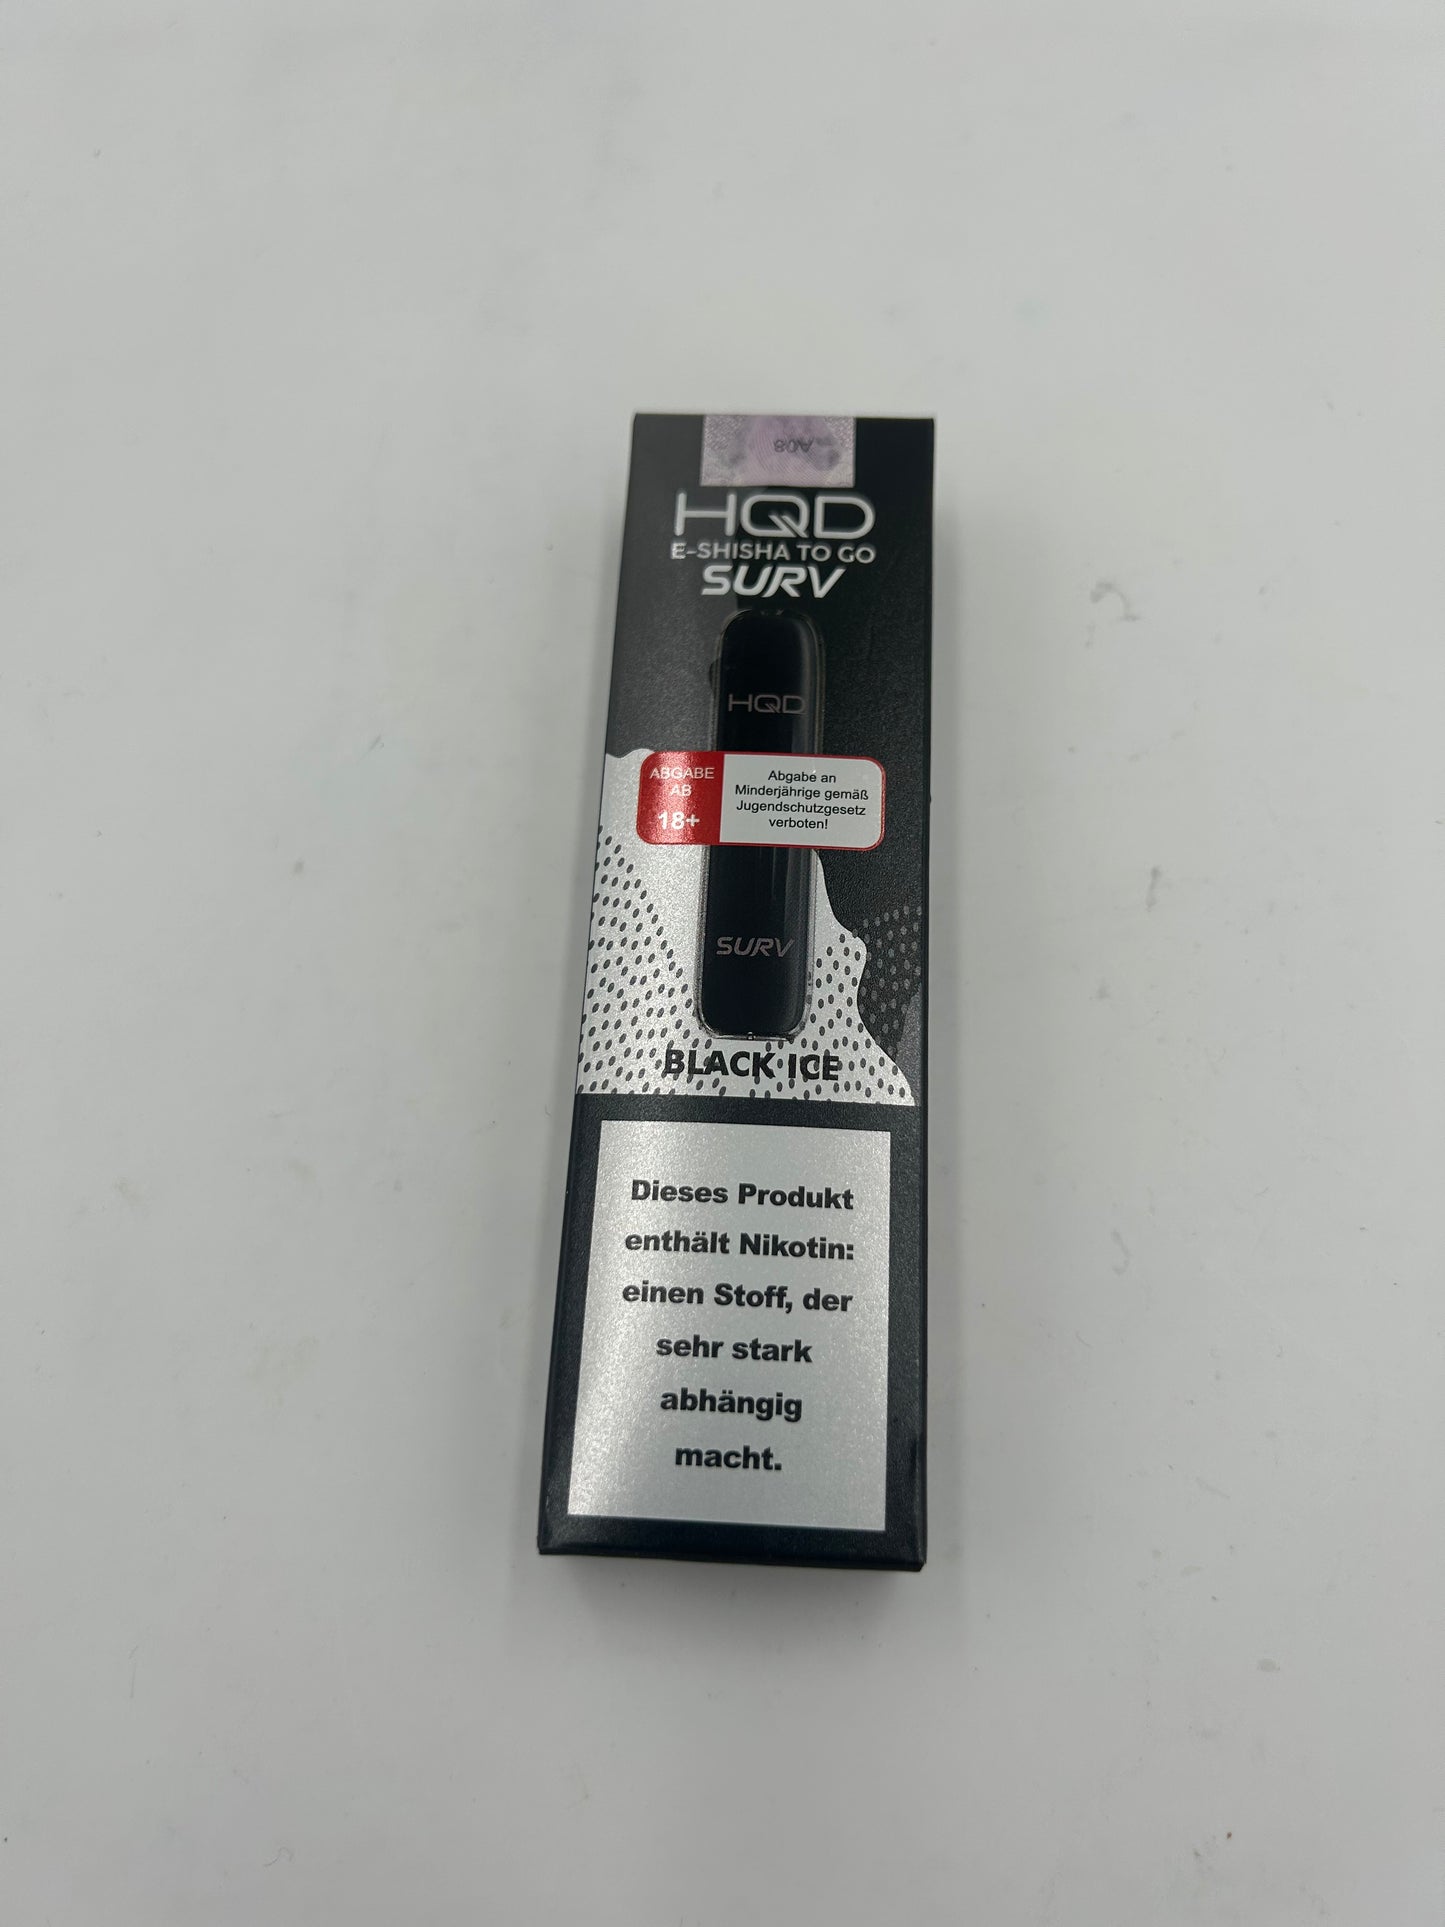 A08
HQD
E-SHISHA TO GO
SURV
HQD
ABGABE
AB
18+
Abgabe an
Minderjährige gemäß
Jugendschutzgesetz
verboten!
SURV
BLACK ICE
Dieses Produkt
enthält Nikotin:
einen Stoff, der
sehr stark
abhängig
macht.